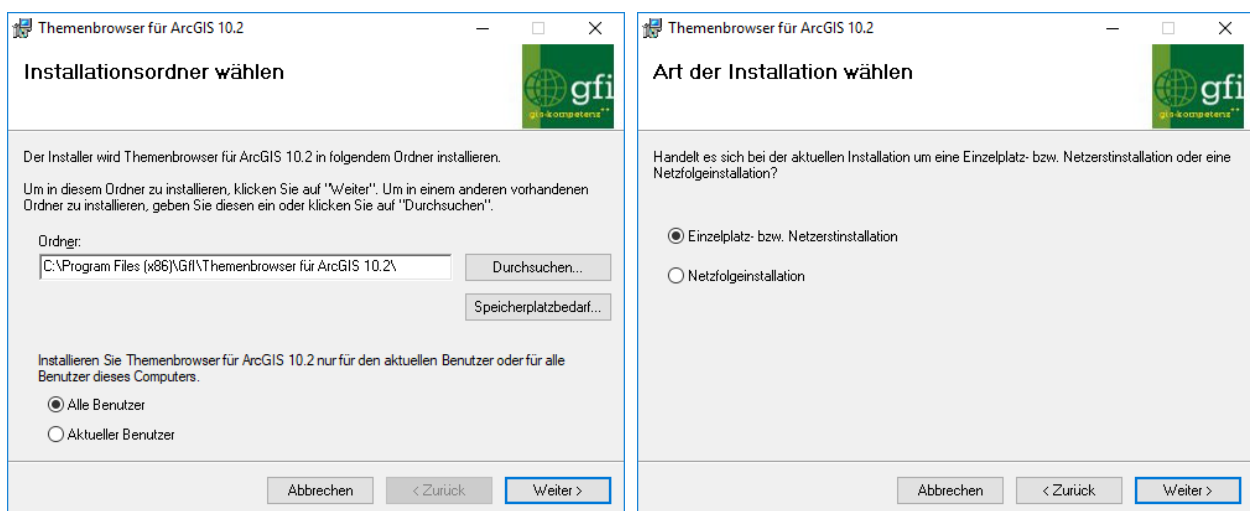 Themenbrowser für ArcGIS 10.2
Installationsordner wählen
gfi
gis-kompetenz++
Der Installer wird Themenbrowser für ArcGIS 10.2 in folgendem Ordner installieren.
Um in diesem Ordner zu installieren, klicken Sie auf "Weiter". Um in einem anderen vorhandenen
Ordner zu installieren, geben Sie diesen ein oder klicken Sie auf "Durchsuchen".
Ordner:
C:\Program Files (x86)\GfI\Themenbrowser für ArcGIS 10.2\
Durchsuchen...
Speicherplatzbedarf...
Installieren Sie Themenbrowser für ArcGIS 10.2 nur für den aktuellen Benutzer oder für alle
Benutzer dieses Computers.
Alle Benutzer
Aktueller Benutzer
Abbrechen
< Zurück
Weiter >
Themenbrowser für ArcGIS 10.2
Art der Installation wählen
gfi
gis-kompetenz++
Handelt es sich bei der aktuellen Installation um eine Einzelplatz- bzw. Netzerstinstallation oder eine
Netzfolgeinstallation?
Einzelplatz- bzw. Netzerstinstallation
Netzfolgeinstallation
Abbrechen
< Zurück
Weiter >